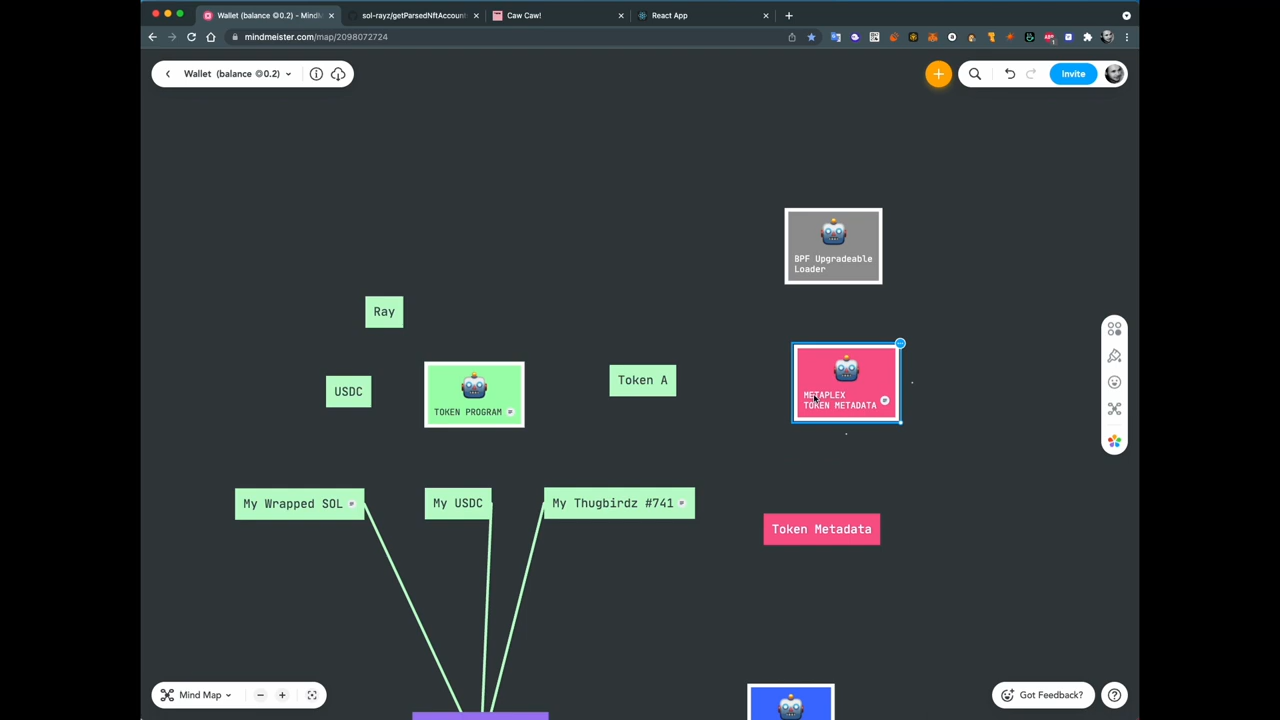 Wallet (balance ◎0.2) - MindM
sol-rayz/getParsedNftAccount
Caw Caw!
React App
mindmeister.com/map/2098072724
Wallet (balance ◎0.2)
Invite
BPF Upgradeable
Loader
Ray
USDC
TOKEN PROGRAM
Token A
METAPLEX
TOKEN METADATA
My Wrapped SOL
My USDC
My Thugbirdz #741
Token Metadata
Mind Map
Got Feedback?